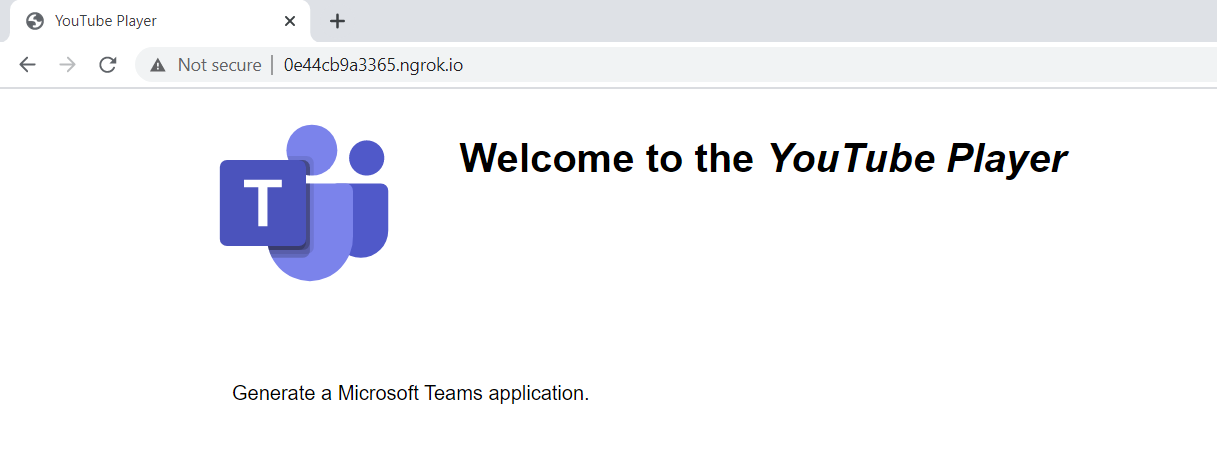 YouTube Player
Not secure | 0e44cb9a3365.ngrok.io
T
Welcome to the YouTube Player
Generate a Microsoft Teams application.